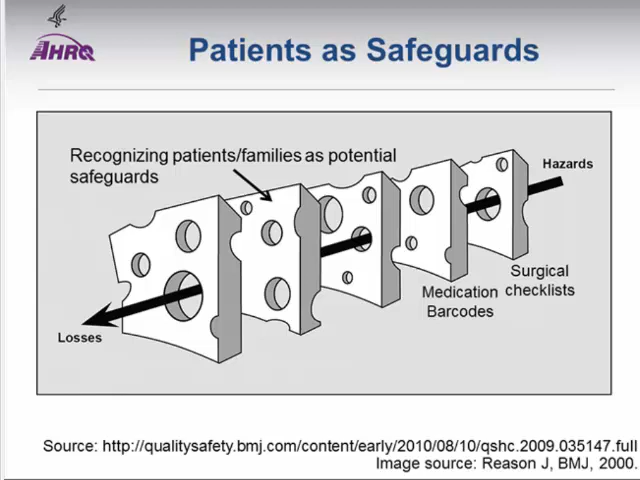 AHRQ
Patients as Safeguards
Recognizing patients/families as potential
safeguards
Hazards
Surgical
checklists
Medication
Barcodes
Losses
Source: http://qualitysafety.bmj.com/content/early/2010/08/10/qshc.2009.035147.full
Image source: Reason J, BMJ, 2000.